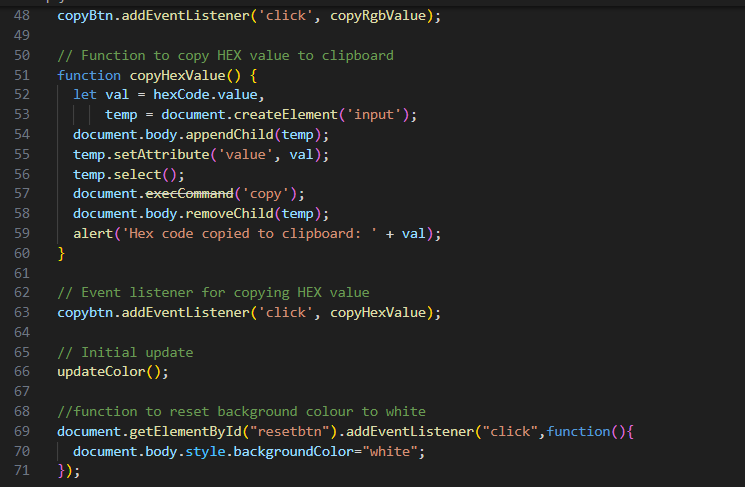 48 copyBtn.addEventListener('click', copyRgbValue);
49
50 // Function to copy HEX value to clipboard
51 function copyHexValue() {
52 let val = hexCode.value,
53 temp = document.createElement('input');
54 document.body.appendChild(temp);
55 temp.setAttribute('value', val);
56 temp.select();
57 document.execCommand('copy');
58 document.body.removeChild(temp);
59 alert('Hex code copied to clipboard: ' + val);
60 }
61
62 // Event listener for copying HEX value
63 copybtn.addEventListener('click', copyHexValue);
64
65 // Initial update
66 updateColor();
67
68 //function to reset background colour to white
69 document.getElementById("resetbtn").addEventListener("click",function(){
70 document.body.style.backgroundColor="white";
71 });